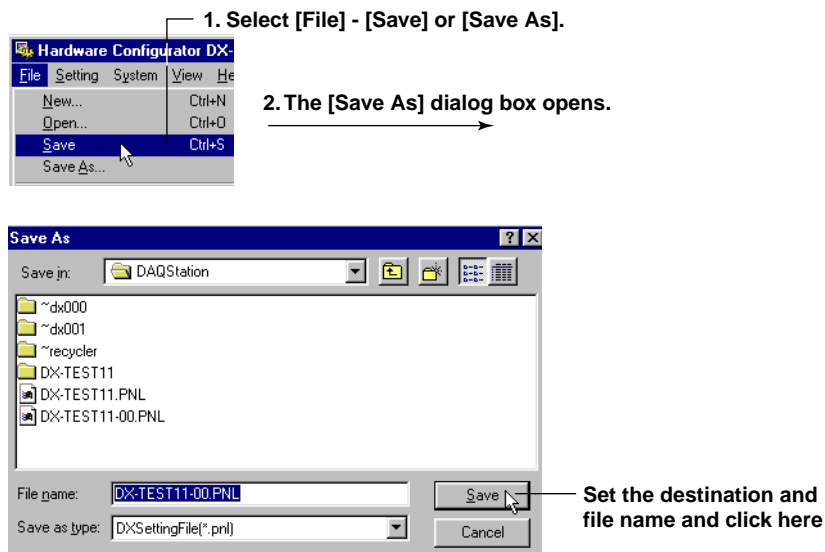 1. Select [File] - [Save] or [Save As].
Hardware Configurator DX-
File Setting System View He
New... Ctrl+N
Open... Ctrl+O
Save Ctrl+S
Save As...
2. The [Save As] dialog box opens.
Save As
Save in: DAQStation
~dx000
~dx001
~recycler
DX-TEST11
DX-TEST11.PNL
DX-TEST11-00.PNL
File name: DX-TEST11-00.PNL Save
Save as type: DXSettingFile(*.pnl) Cancel
Set the destination and
file name and click here